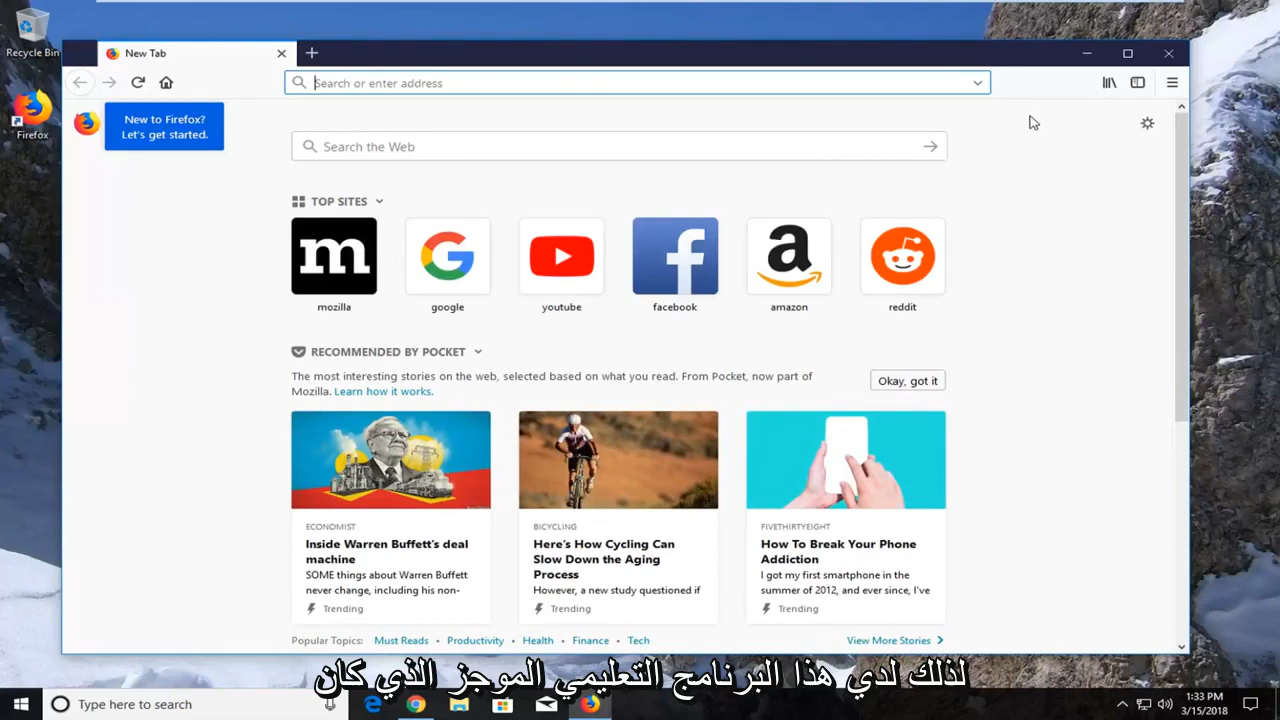 Recycle Bin
Firefox
New Tab
Search or enter address
New to Firefox?
Let's get started.
Search the Web
TOP SITES
m
mozilla
google
youtube
facebook
amazon
reddit
RECOMMENDED BY POCKET
The most interesting stories on the web, selected based on what you read. From Pocket, now part of
Mozilla. Learn how it works.
Okay, got it
ECONOMIST
Inside Warren Buffett's deal
machine
SOME things about Warren Buffett
never change, including his non-
Trending
BICYCLING
Here's How Cycling Can
Slow Down the Aging
Process
However, a new study questioned if
Trending
FIVETHIRTYEIGHT
How To Break Your Phone
Addiction
I got my first smartphone in the
summer of 2012, and ever since, I've
Trending
Popular Topics: Must Reads • Productivity • Health • Finance • Tech
View More Stories
لذلك لدي هذا البرنامج التعليمي الموجز الذي كان
Type here to search
1:33 PM
3/15/2018